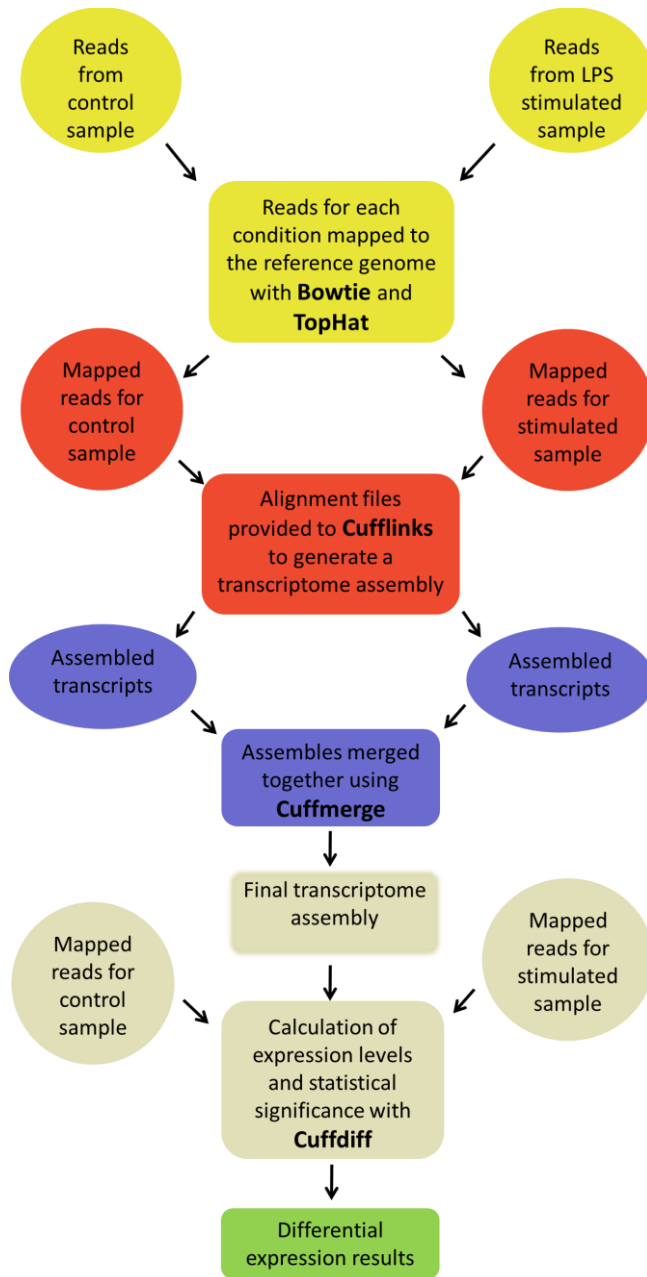 Reads
from
control
sample
Reads
from LPS
stimulated
sample
Reads for each
condition mapped to
the reference genome
with Bowtie and
TopHat
Mapped
reads for
control
sample
Mapped
reads for
stimulated
sample
Alignment files
provided to Cufflinks
to generate a
transcriptome assembly
Assembled
transcripts
Assembled
transcripts
Assembles merged
together using
Cuffmerge
Final transcriptome
assembly
Mapped
reads for
control
sample
Mapped
reads for
stimulated
sample
Calculation of
expression levels
and statistical
significance with
Cuffdiff
Differential
expression results